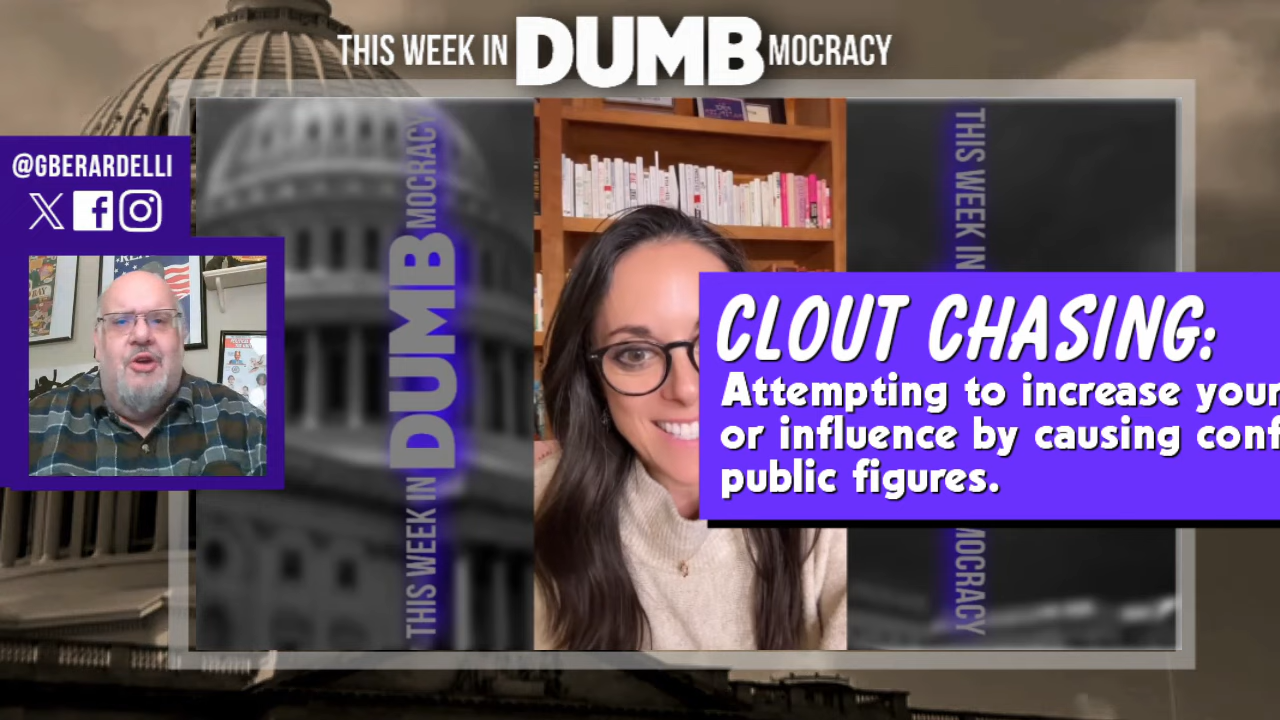 THIS WEEK IN DUMBMOCRACY
@GBERARDELLI
THIS WEEK IN DUMBMOCRACY
THIS WEEK IN
MOCRACY
CLOUT CHASING:
Attempting to increase your
or influence by causing conf
public figures.